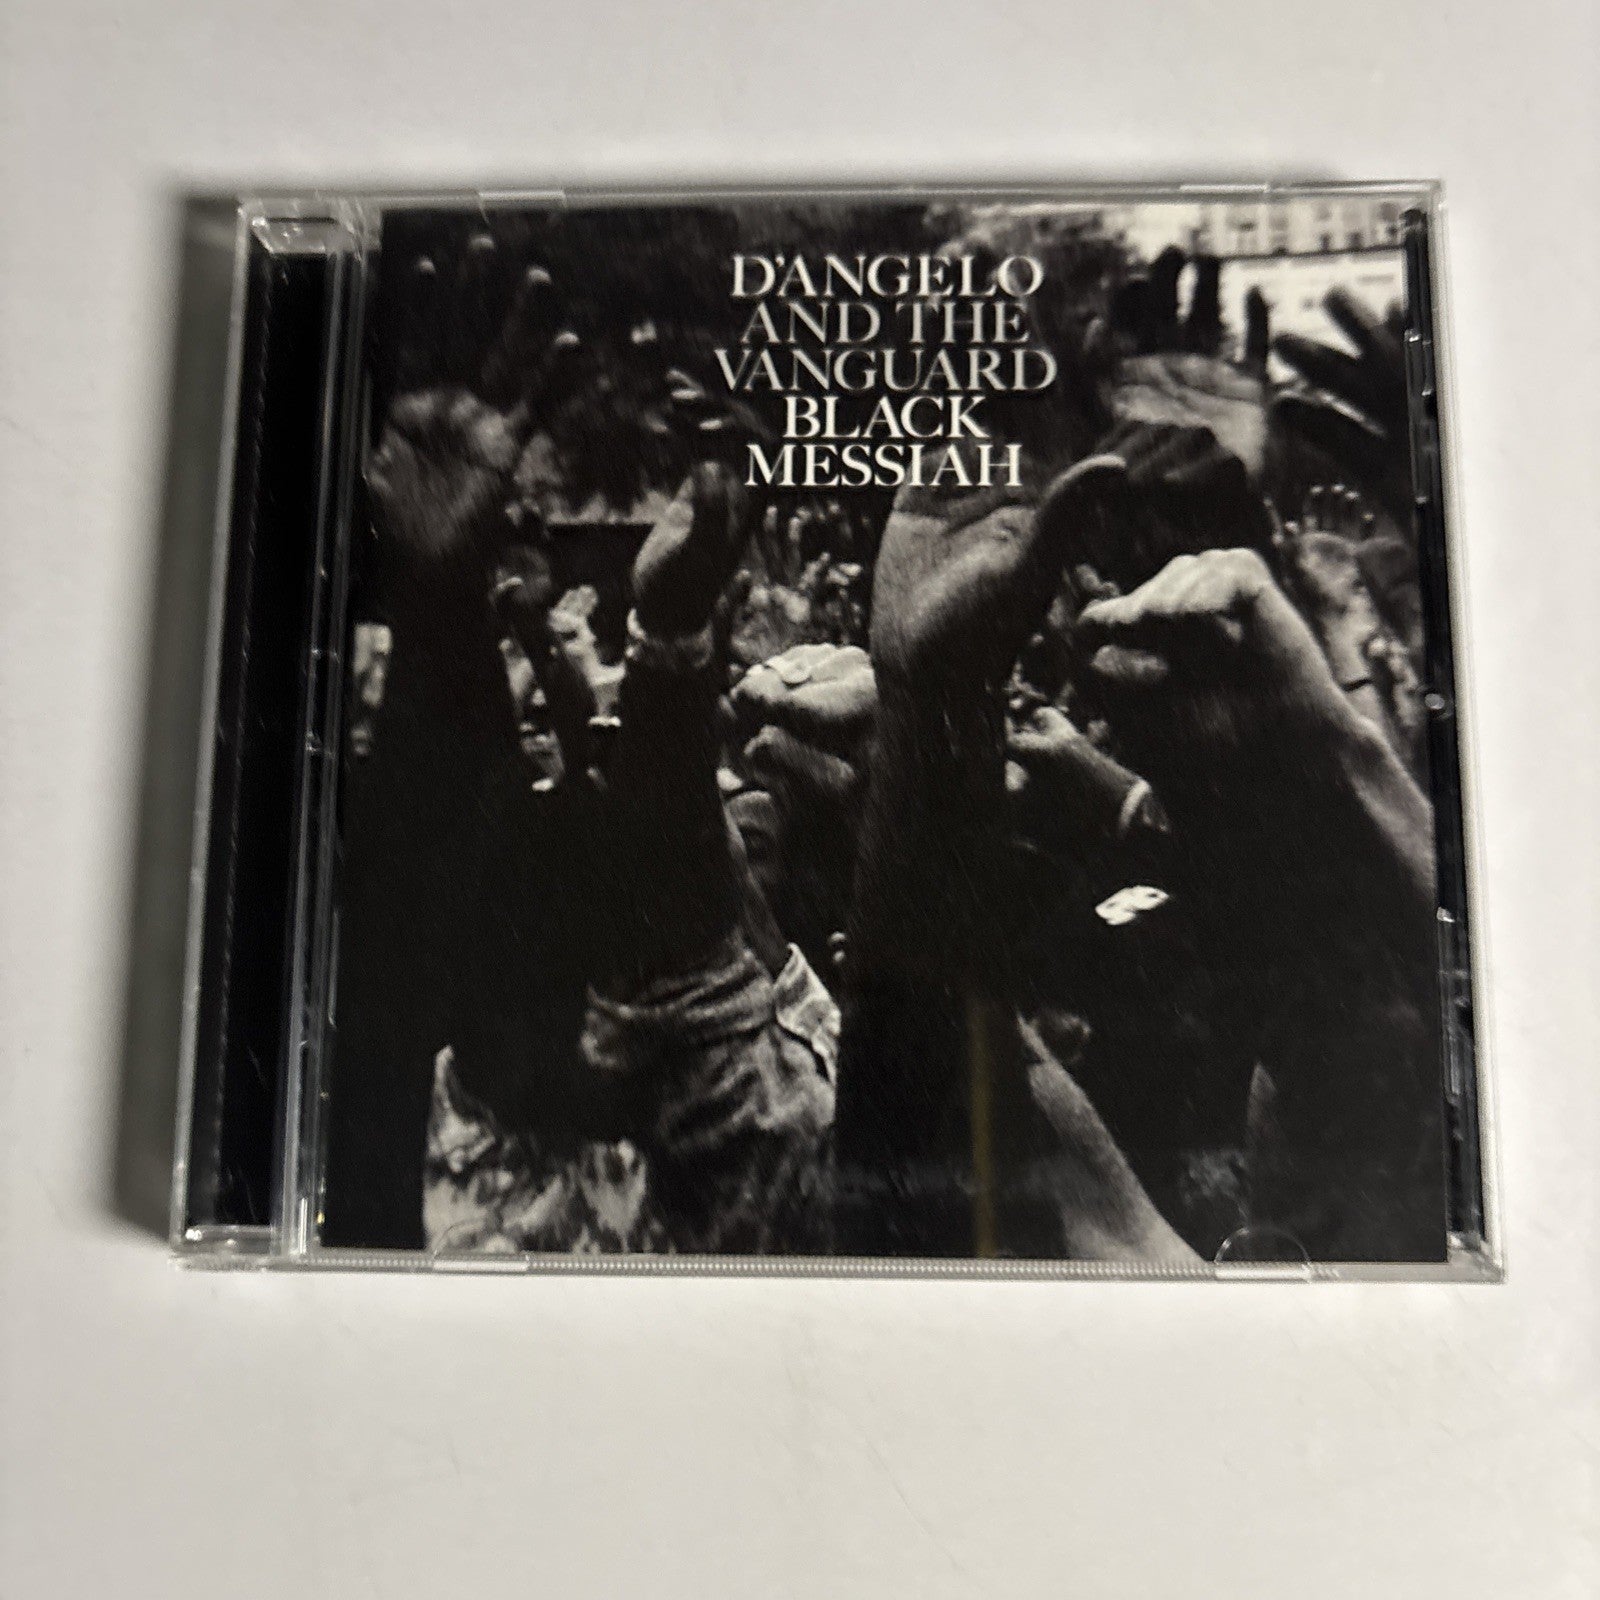 D'ANGELO
AND THE
VANGUARD
BLACK
MESSIAH